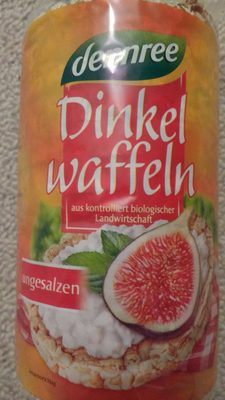 dennree
Dinkel
waffeln
aus kontrolliert biologischer
Landwirtschaft
ungesalzen